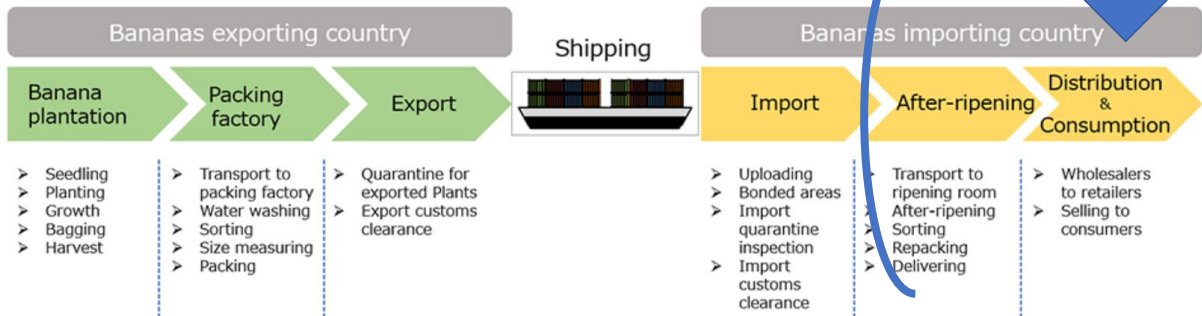 Bananas exporting country
Shipping
Bananas importing country
Banana
plantation
Packing
factory
Export
Import
After-ripening
Distribution
&
Consumption
➢ Seedling
➢ Planting
➢ Growth
➢ Bagging
➢ Harvest
➢ Transport to
packing factory
➢ Water washing
➢ Sorting
➢ Size measuring
➢ Packing
➢ Quarantine for
exported Plants
➢ Export customs
clearance
➢ Uploading
➢ Bonded areas
➢ Import
quarantine
inspection
➢ Import
customs
clearance
➢ Transport to
ripening room
➢ After-ripening
➢ Sorting
➢ Repacking
➢ Delivering
➢ Wholesalers
to retailers
➢ Selling to
consumers